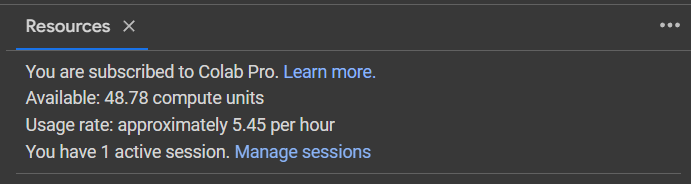 Resources
You are subscribed to Colab Pro. Learn more.
Available: 48.78 compute units
Usage rate: approximately 5.45 per hour
You have 1 active session. Manage sessions